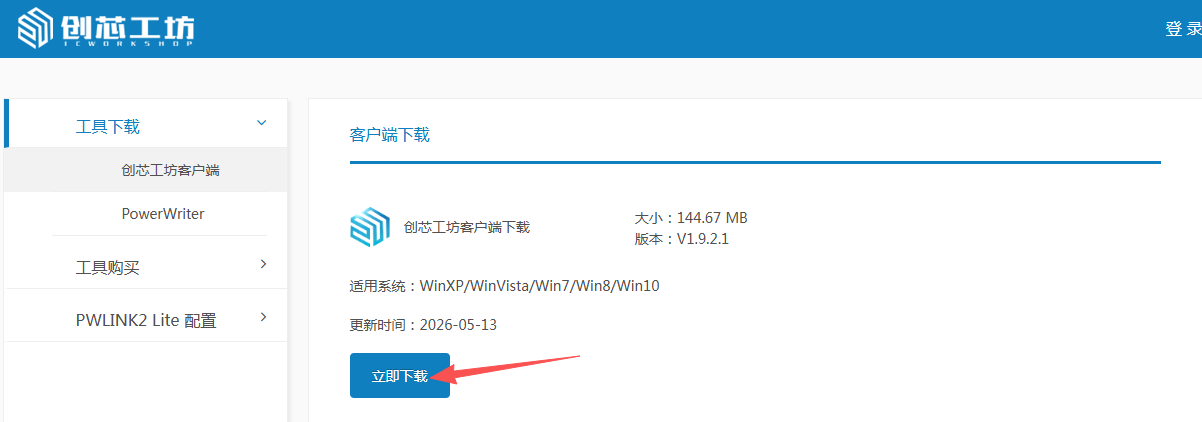 创芯工坊
ICWORKSHOP
登录
工具下载
创芯工坊客户端
PowerWriter
工具购买
PWLINK2 Lite 配置
客户端下载
创芯工坊客户端下载
大小：144.67 MB
版本：V1.9.2.1
适用系统：WinXP/WinVista/Win7/Win8/Win10
更新时间：2026-05-13
立即下载